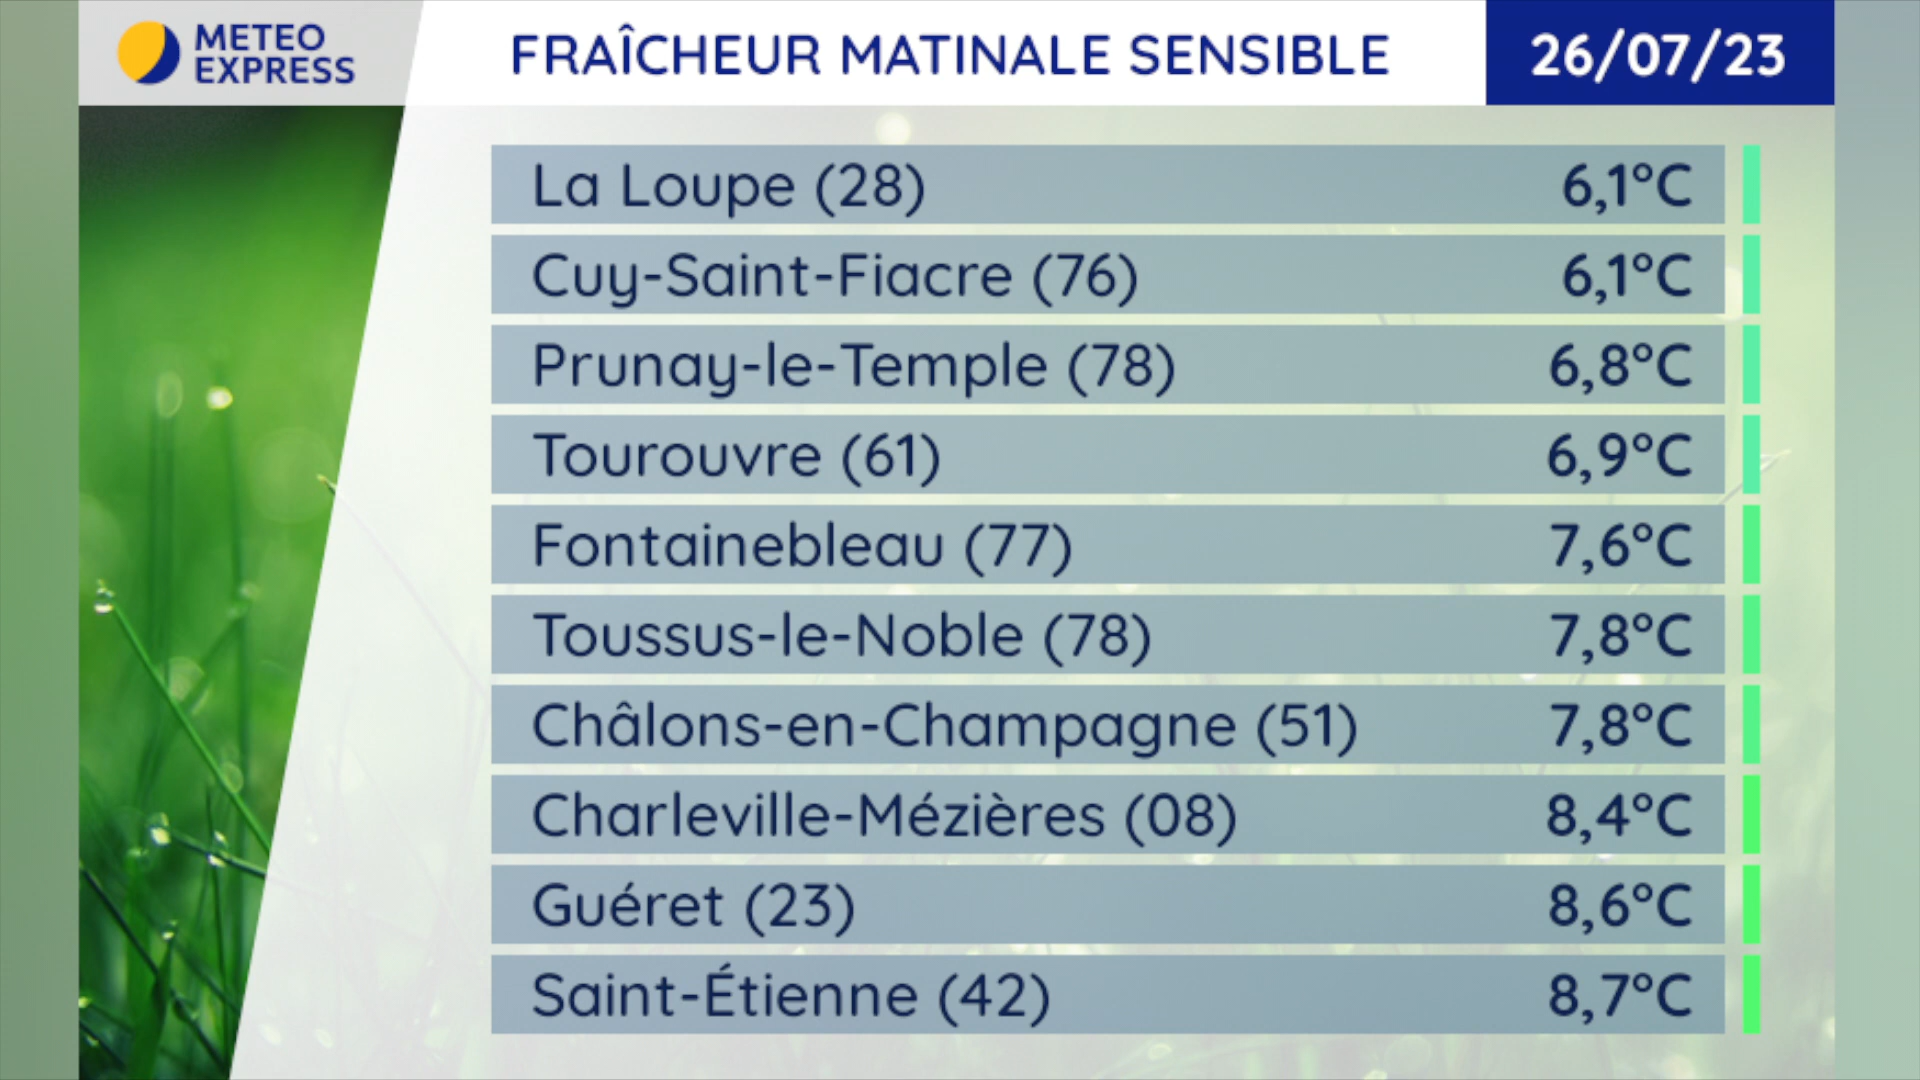 METEO
EXPRESS
FRAÎCHEUR MATINALE SENSIBLE
26/07/23
La Loupe (28) 6,1°C
Cuy-Saint-Fiacre (76) 6,1°C
Prunay-le-Temple (78) 6,8°C
Tourouvre (61) 6,9°C
Fontainebleau (77) 7,6°C
Toussus-le-Noble (78) 7,8°C
Châlons-en-Champagne (51) 7,8°C
Charleville-Mézières (08) 8,4°C
Guéret (23) 8,6°C
Saint-Étienne (42) 8,7°C